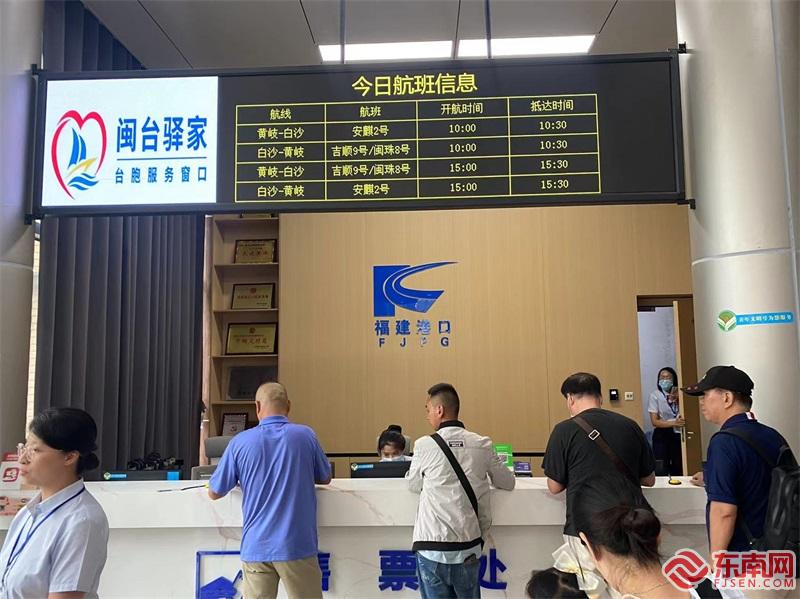 闽台驿家
台胞服务窗口
今日航班信息
航线 航班 开航时间 抵达时间
黄岐-白沙 安麒2号 10:00 10:30
白沙-黄岐 吉顺9号/闽珠8号 10:00 10:30
黄岐-白沙 吉顺9号/闽珠8号 15:00 15:30
白沙-黄岐 安麒2号 15:00 15:30
福建港口
FJPG
售票处
东南网
FJSEN.COM